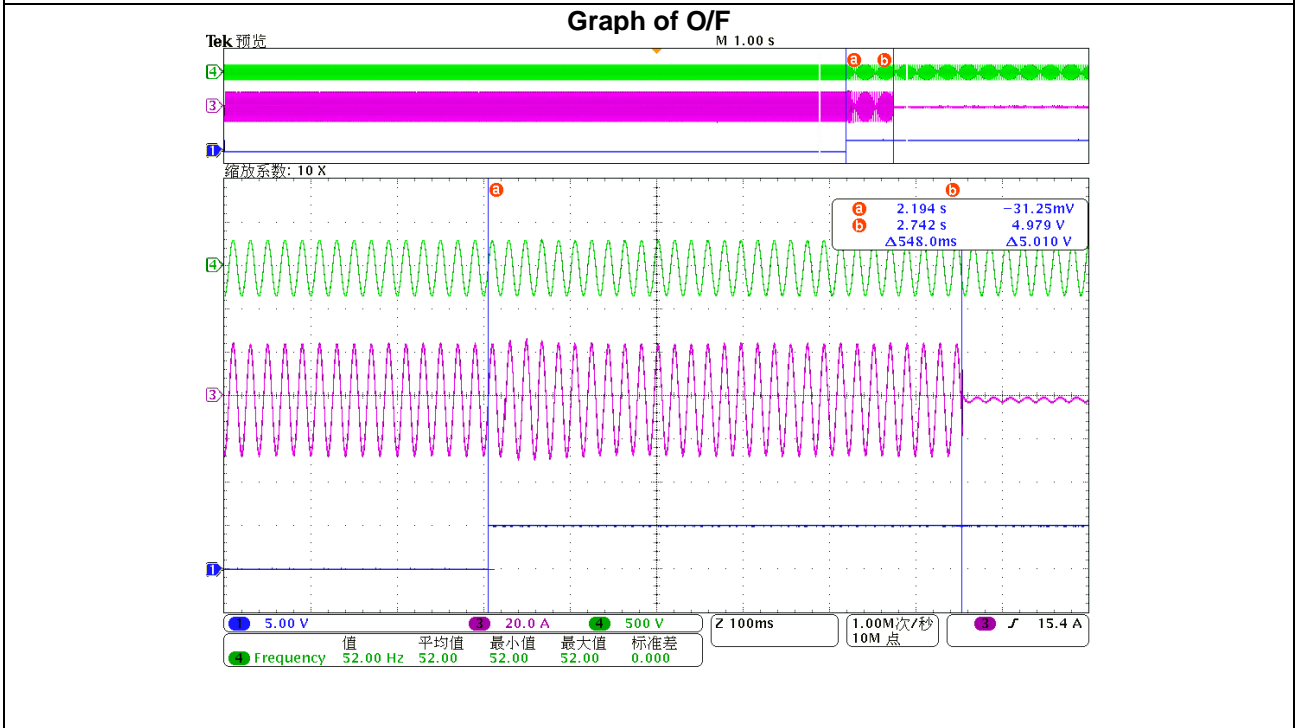 Graph of O/F
Tek 预览
M 1.00 s
4
a b
3
1
缩放系数: 10 X
a
b
a 2.194 s −31.25mV
b 2.742 s 4.979 V
Δ548.0ms Δ5.010 V
4
3
1
1 5.00 V 3 20.0 A 4 500 V
Z 100ms
1.00M次/秒
10M 点
3 15.4 A
值 平均值 最小值 最大值 标准差
4 Frequency 52.00 Hz 52.00 52.00 52.00 0.000